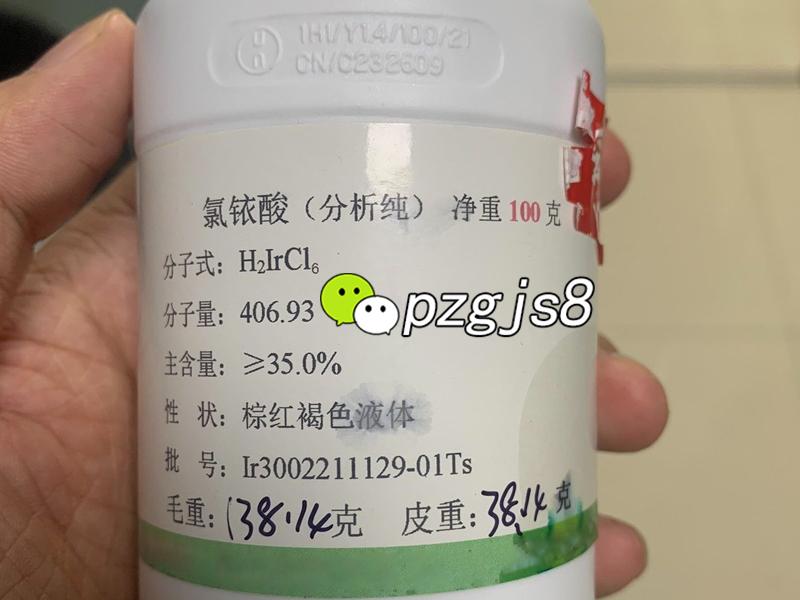 1H1/Y1.4/100/21
CN/C232609
氯铱酸（分析纯） 净重 100 克
分子式：H₂IrCl₆
分子量：406.93
pzgjs8
主含量：≥35.0%
性 状：棕红褐色液体
批 号：Ir3002211129-01Ts
毛重：138.14克 皮重：38.14 克